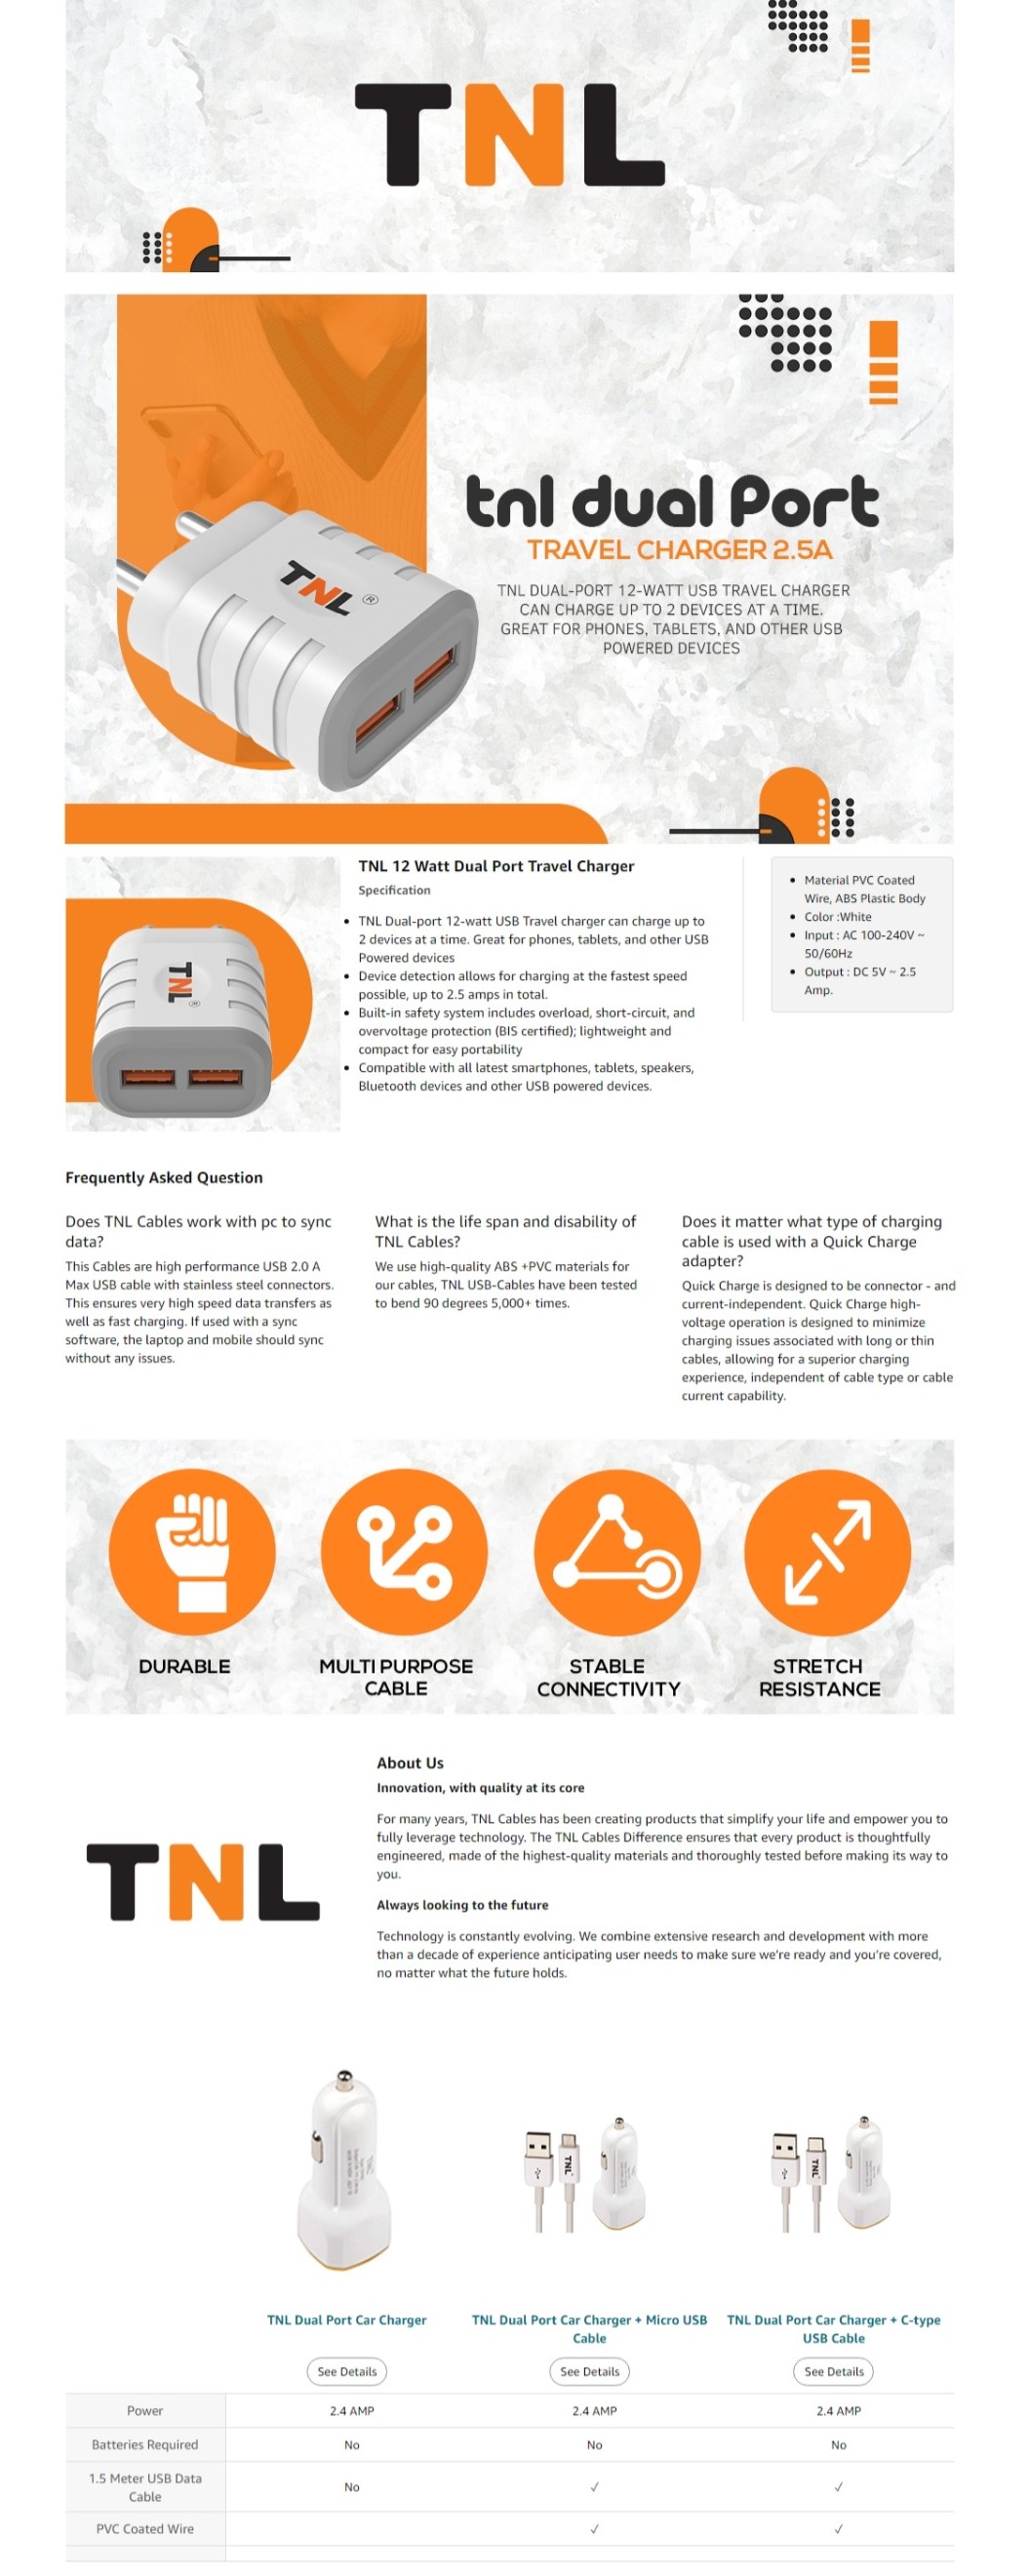 TNL
tnl dual Port
TRAVEL CHARGER 2.5A
TNL DUAL-PORT 12-WATT USB TRAVEL CHARGER
CAN CHARGE UP TO 2 DEVICES AT A TIME.
GREAT FOR PHONES, TABLETS, AND OTHER USB
POWERED DEVICES
TNL ®
TNL 12 Watt Dual Port Travel Charger
Specification
• TNL Dual-port 12-watt USB Travel charger can charge up to
2 devices at a time. Great for phones, tablets, and other USB
Powered devices
• Device detection allows for charging at the fastest speed
possible, up to 2.5 amps in total.
• Built-in safety system includes overload, short-circuit, and
overvoltage protection (BIS certified); lightweight and
compact for easy portability
• Compatible with all latest smartphones, tablets, speakers,
Bluetooth devices and other USB powered devices.
• Material PVC Coated
Wire, ABS Plastic Body
• Color :White
• Input : AC 100-240V ~
50/60Hz
• Output : DC 5V ~ 2.5
Amp.
TNL ®
Frequently Asked Question
Does TNL Cables work with pc to sync
data?
This Cables are high performance USB 2.0 A
Max USB cable with stainless steel connectors.
This ensures very high speed data transfers as
well as fast charging. If used with a sync
software, the laptop and mobile should sync
without any issues.
What is the life span and disability of
TNL Cables?
We use high-quality ABS +PVC materials for
our cables, TNL USB-Cables have been tested
to bend 90 degrees 5,000+ times.
Does it matter what type of charging
cable is used with a Quick Charge
adapter?
Quick Charge is designed to be connector - and
current-independent. Quick Charge high-
voltage operation is designed to minimize
charging issues associated with long or thin
cables, allowing for a superior charging
experience, independent of cable type or cable
current capability.
DURABLE
MULTI PURPOSE
CABLE
STABLE
CONNECTIVITY
STRETCH
RESISTANCE
TNL
About Us
Innovation, with quality at its core
For many years, TNL Cables has been creating products that simplify your life and empower you to
fully leverage technology. The TNL Cables Difference ensures that every product is thoughtfully
engineered, made of the highest-quality materials and thoroughly tested before making its way to
you.
Always looking to the future
Technology is constantly evolving. We combine extensive research and development with more
than a decade of experience anticipating user needs to make sure we're ready and you're covered,
no matter what the future holds.
TNL
TNL
TNL Dual Port Car Charger
TNL Dual Port Car Charger + Micro USB
Cable
TNL Dual Port Car Charger + C-type
USB Cable
See Details See Details See Details
Power 2.4 AMP 2.4 AMP 2.4 AMP
Batteries Required No No No
1.5 Meter USB Data
Cable No ✓ ✓
PVC Coated Wire ✓ ✓